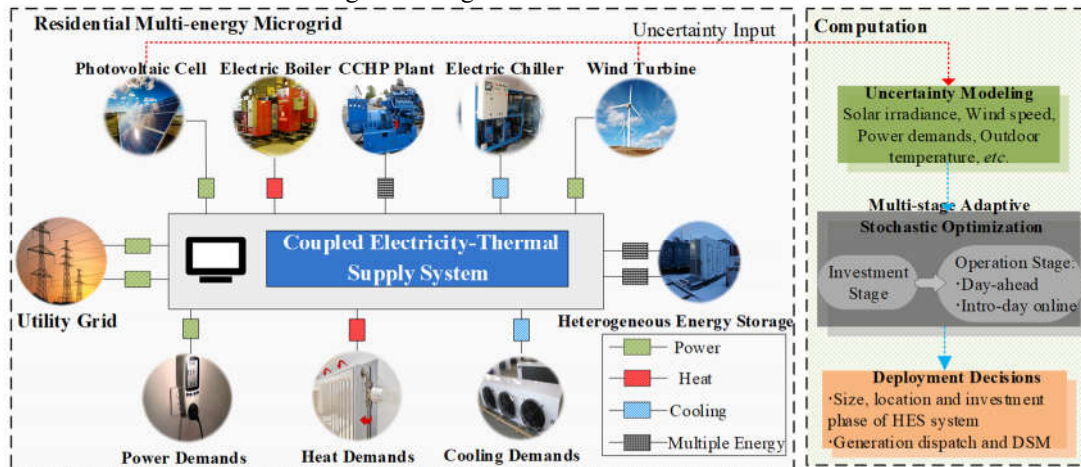 Residential Multi-energy Microgrid
Uncertainty Input
Computation
Photovoltaic Cell
Electric Boiler
CCHP Plant
Electric Chiller
Wind Turbine
Uncertainty Modeling
Solar irradiance, Wind speed,
Power demands, Outdoor
temperature, etc.
Multi-stage Adaptive
Stochastic Optimization
Investment
Stage
Operation Stage:
·Day-ahead
·Intro-day online
Coupled Electricity-Thermal
Supply System
Utility Grid
Heterogeneous Energy Storage
Power
Heat
Cooling
Multiple Energy
Deployment Decisions
·Size, location and investment
phase of HES system
·Generation dispatch and DSM
Power Demands
Heat Demands
Cooling Demands